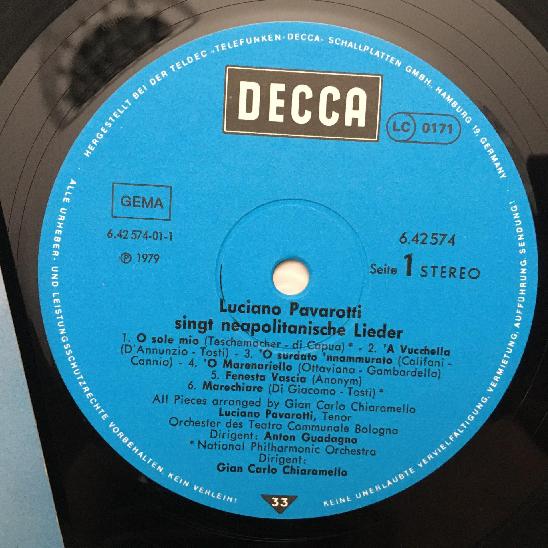 HERGESTELLT BEI DER TELDEC »TELEFUNKEN-DECCA« SCHALLPLATTEN GMBH, HAMBURG 19, GERMANY
DECCA
LC 0171
GEMA
6.42574-01-1
6.42574
Ⓟ 1979
Seite 1 STEREO
Luciano Pavarotti
singt neapolitanische Lieder
1. O sole mio (Teschemacher - di Capua)* - 2. 'A Vucchella
(D'Annunzio - Tosti) - 3. 'O surdato 'nnammurato (Califani -
Cannio) - 4. 'O Marenariello (Ottaviano - Gambardella)
5. Fenesta Vascia (Anonym)
6. Marechiare (Di Giacomo - Tosti)*
All Pieces arranged by Gian Carlo Chiaramello
Luciano Pavarotti, Tenor
Orchester des Teatro Communale Bologna
Dirigent: Anton Guadagno
*National Philharmonic Orchestra
Dirigent:
Gian Carlo Chiaramello
33
ALLE URHEBER- UND LEISTUNGSSCHUTZRECHTE VORBEHALTEN. KEIN VERLEIH!
KEINE UNERLAUBTE VERVIELFÄLTIGUNG, VERMIETUNG, AUFFÜHRUNG, SENDUNG!